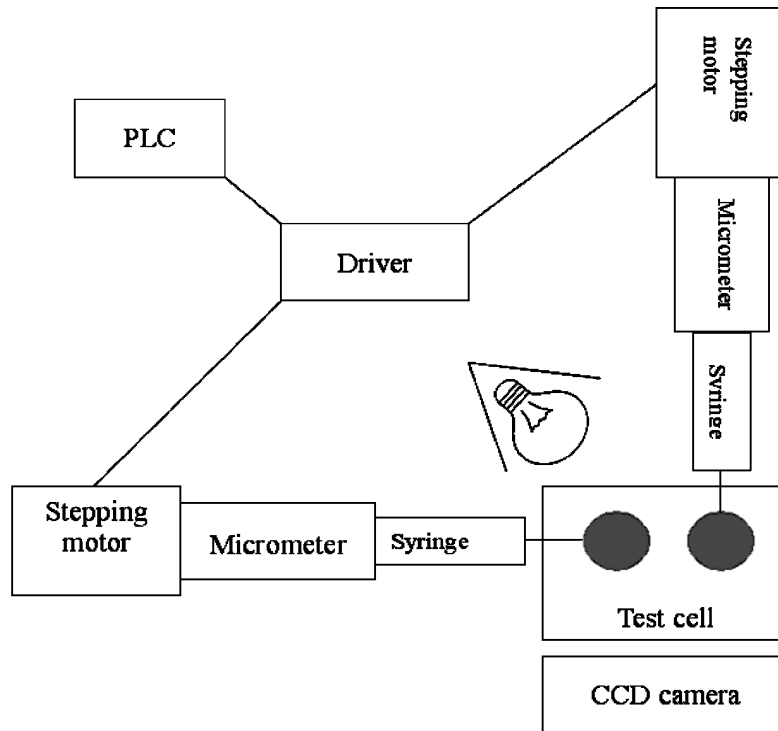 Stepping
motor
PLC
Micrometer
Driver
Syringe
Stepping
motor
Micrometer
Syringe
Test cell
CCD camera